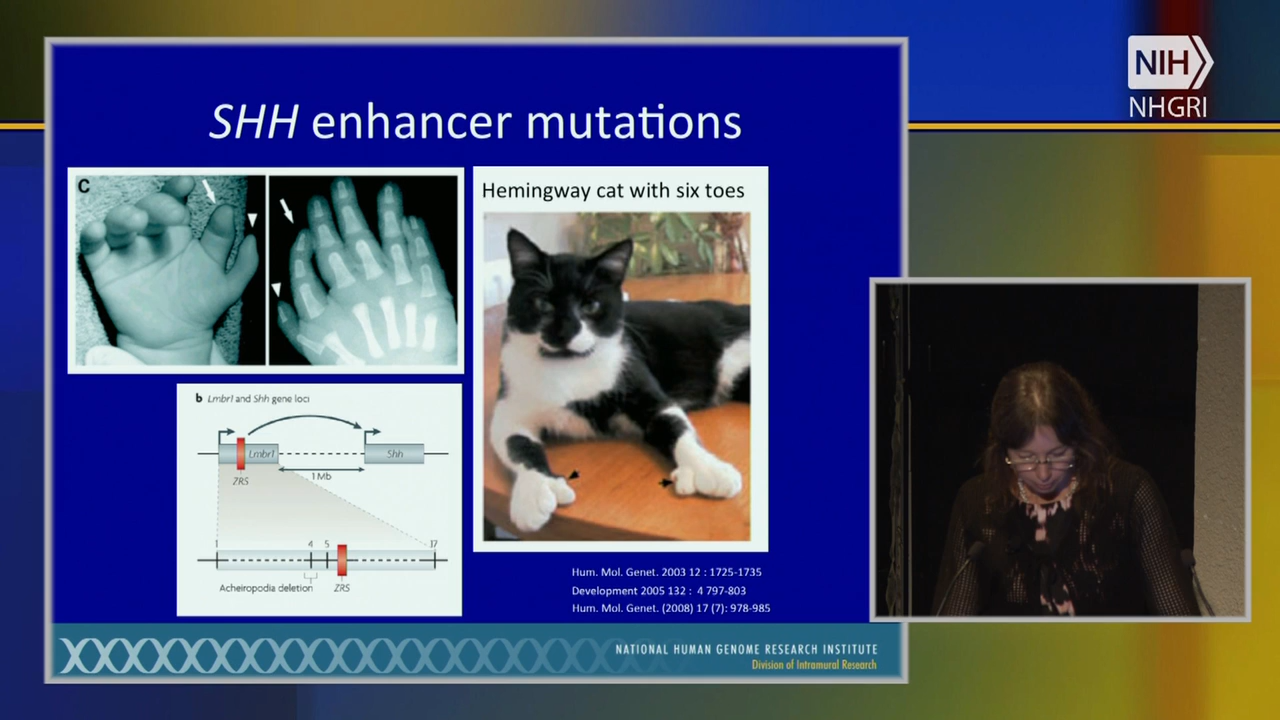 NIH
NHGRI
SHH enhancer mutations
C
Hemingway cat with six toes
b Lmbr1 and Shh gene loci
Lmbr1
Shh
ZRS
1 Mb
1 4 5 17
Acheiropodia deletion ZRS
Hum. Mol. Genet. 2003 12 : 1725-1735
Development 2005 132 : 4 797-803
Hum. Mol. Genet. (2008) 17 (7): 978-985
NATIONAL HUMAN GENOME RESEARCH INSTITUTE
Division of Intramural Research